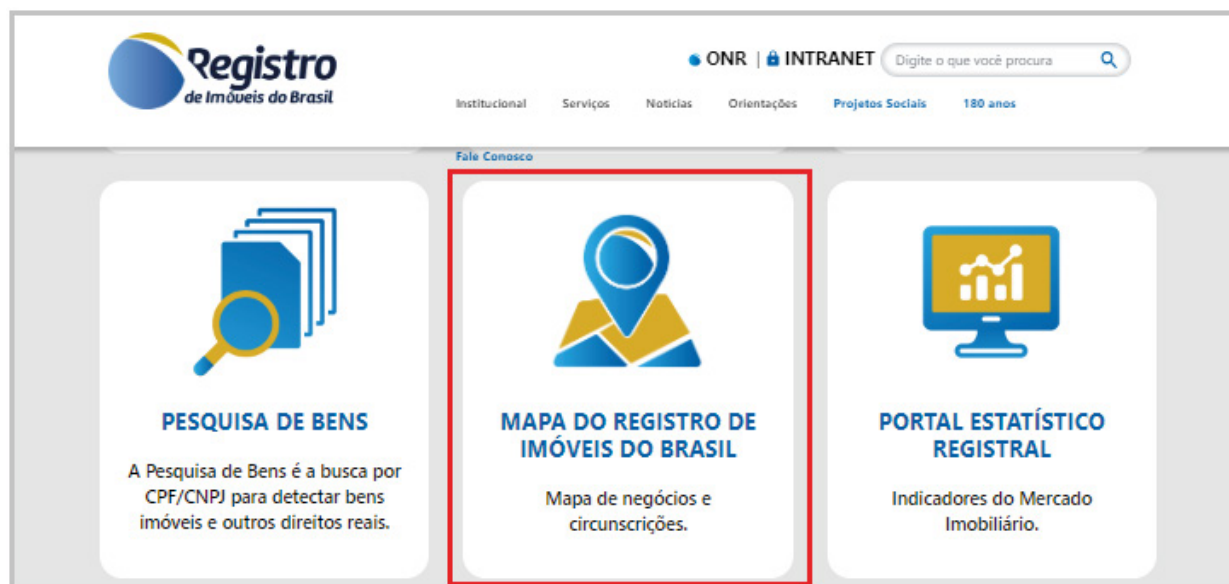 Registro
de Imóveis do Brasil
ONR | INTRANET
Digite o que você procura
Institucional Serviços Noticias Orientações Projetos Sociais 180 anos
Fale Conosco
PESQUISA DE BENS
A Pesquisa de Bens é a busca por
CPF/CNPJ para detectar bens
imóveis e outros direitos reais.
MAPA DO REGISTRO DE
IMÓVEIS DO BRASIL
Mapa de negócios e
circunscrições.
PORTAL ESTATÍSTICO
REGISTRAL
Indicadores do Mercado
Imobiliário.